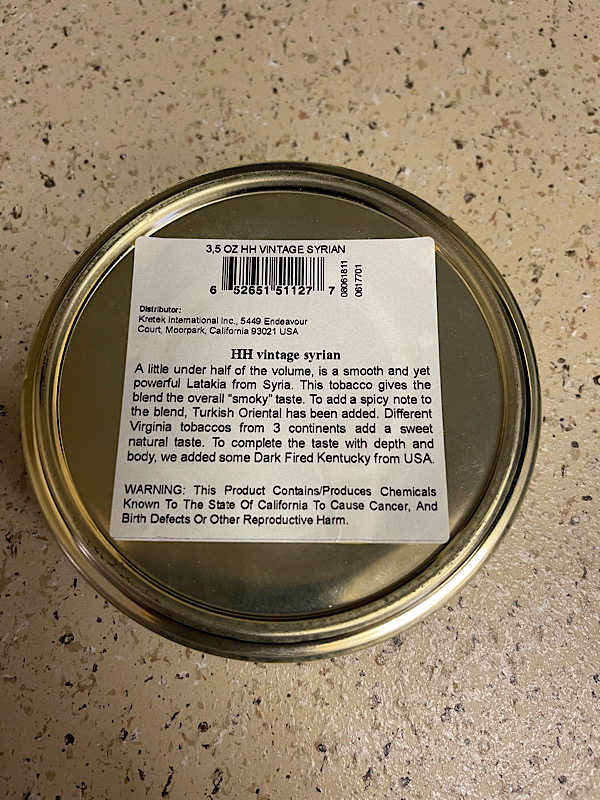 3,5 OZ HH VINTAGE SYRIAN
6 52651 51127 7
08061811
0617701
Distributor:
Kretek International Inc., 5449 Endeavour
Court, Moorpark, California 93021 USA
HH vintage syrian
A little under half of the volume, is a smooth and yet
powerful Latakia from Syria. This tobacco gives the
blend the overall "smoky" taste. To add a spicy note to
the blend, Turkish Oriental has been added. Different
Virginia tobaccos from 3 continents add a sweet
natural taste. To complete the taste with depth and
body, we added some Dark Fired Kentucky from USA.
WARNING: This Product Contains/Produces Chemicals
Known To The State Of California To Cause Cancer, And
Birth Defects Or Other Reproductive Harm.